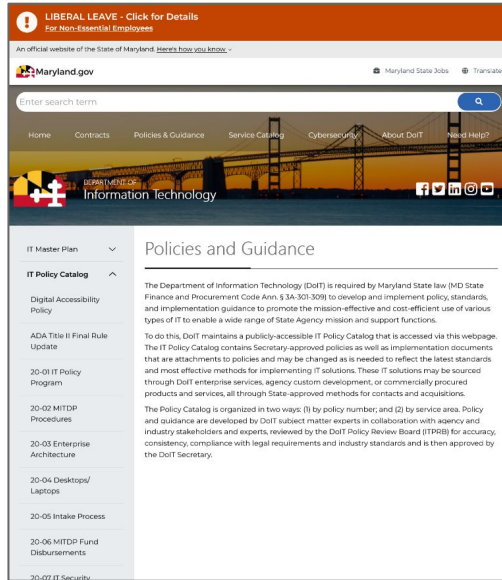 LIBERAL LEAVE - Click for Details
For Non-Essential Employees
An official website of the State of Maryland. Here's how you know
Maryland.gov
Maryland State Jobs
Translate
Enter search term
Home
Contracts
Policies & Guidance
Service Catalog
Cybersecurity
About DoIT
Need Help?
DEPARTMENT OF
Information Technology
IT Master Plan
IT Policy Catalog
Digital Accessibility
Policy
ADA Title II Final Rule
Update
20-01 IT Policy
Program
20-02 MITDP
Procedures
20-03 Enterprise
Architecture
20-04 Desktops/
Laptops
20-05 Intake Process
20-06 MITDP Fund
Disbursements
20-07 IT Security
Policies and Guidance
The Department of Information Technology (DoIT) is required by Maryland State law (MD State
Finance and Procurement Code Ann. § 3A-301-309) to develop and implement policy, standards,
and implementation guidance to promote the mission-effective and cost-efficient use of various
types of IT to enable a wide range of State Agency mission and support functions.
To do this, DoIT maintains a publicly-accessible IT Policy Catalog that is accessed via this webpage.
The IT Policy Catalog contains Secretary-approved policies as well as implementation documents
that are attachments to policies and may be changed as is needed to reflect the latest standards
and most effective methods for implementing IT solutions. These IT solutions may be sourced
through DoIT enterprise services, agency custom development, or commercially procured
products and services, all through State-approved methods for contacts and acquisitions.
The Policy Catalog is organized in two ways: (1) by policy number; and (2) by service area. Policy
and guidance are developed by DoIT subject matter experts in collaboration with agency and
industry stakeholders and experts, reviewed by the DoIT Policy Review Board (ITPRB) for accuracy,
consistency, compliance with legal requirements and industry standards and is then approved by
the DoIT Secretary.